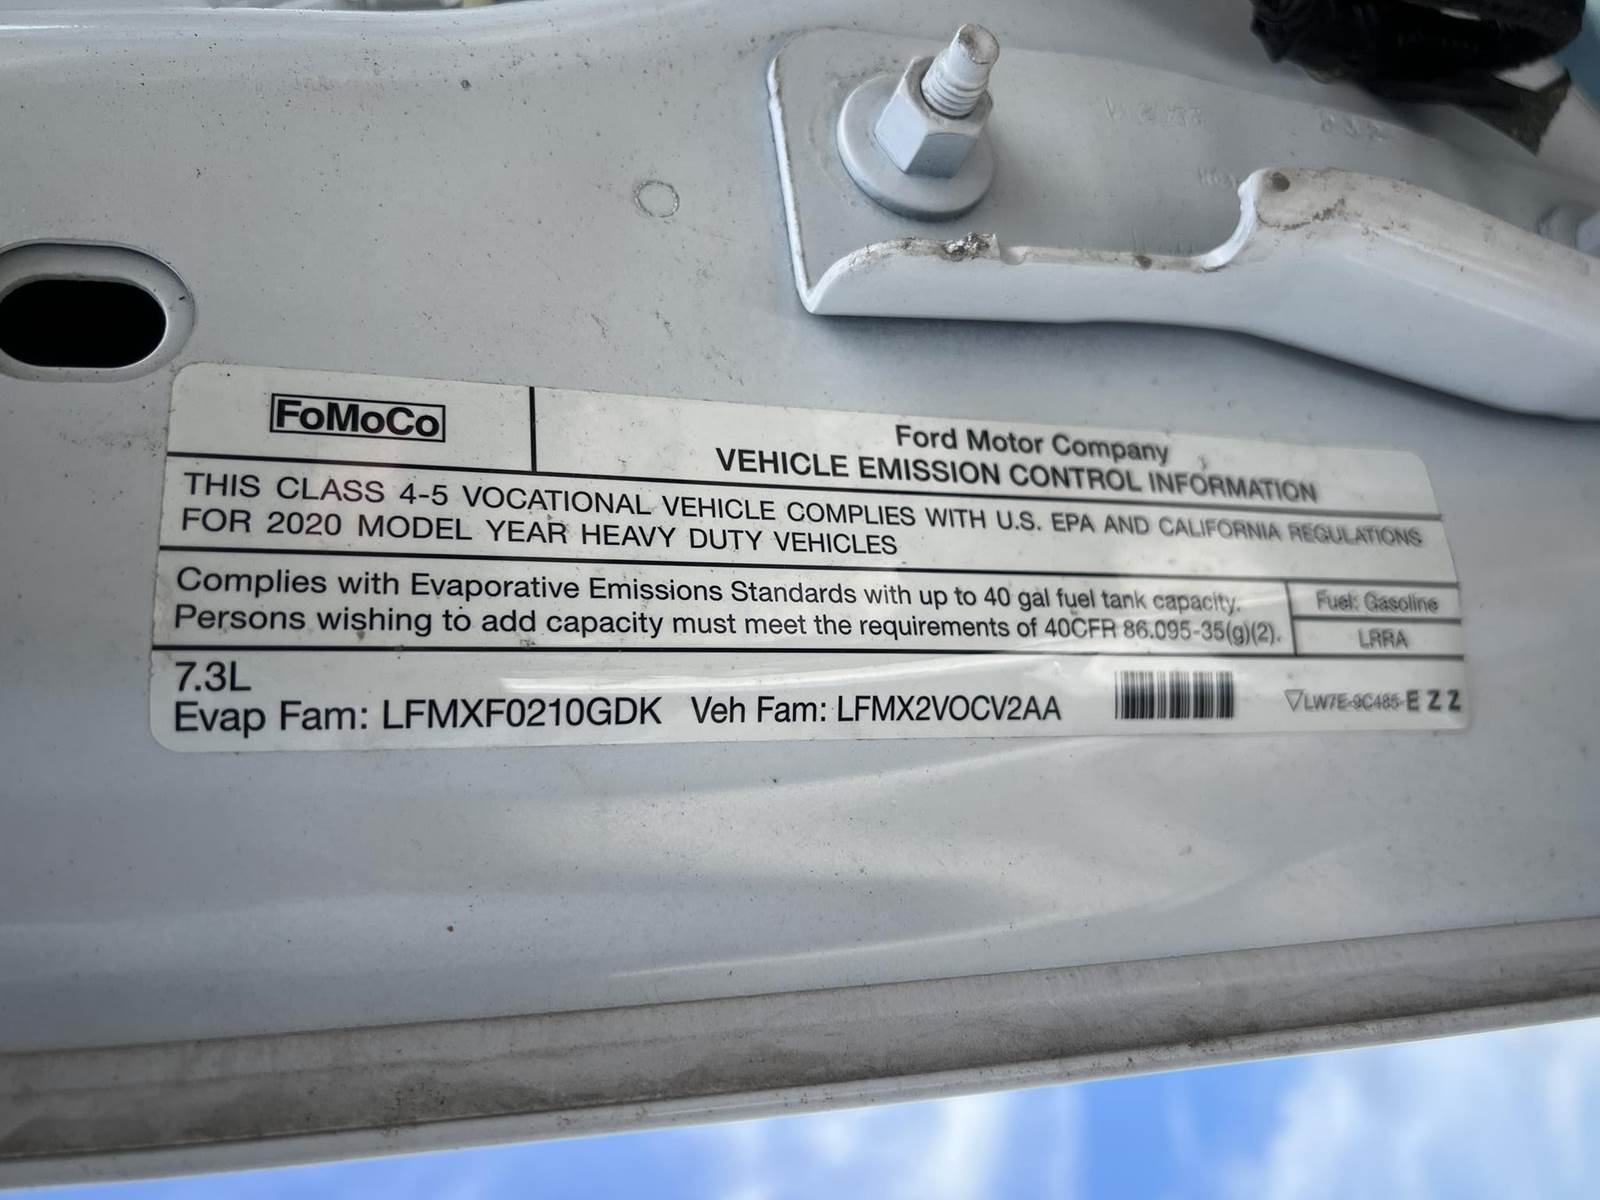 FoMoCo
Ford Motor Company
VEHICLE EMISSION CONTROL INFORMATION
THIS CLASS 4-5 VOCATIONAL VEHICLE COMPLIES WITH U.S. EPA AND CALIFORNIA REGULATIONS
FOR 2020 MODEL YEAR HEAVY DUTY VEHICLES
Complies with Evaporative Emissions Standards with up to 40 gal fuel tank capacity.
Persons wishing to add capacity must meet the requirements of 40CFR 86.095-35(g)(2).
Fuel: Gasoline
LRRA
7.3L
Evap Fam: LFMXF0210GDK Veh Fam: LFMX2VOCV2AA
▽LW7E-9C485-EZZ